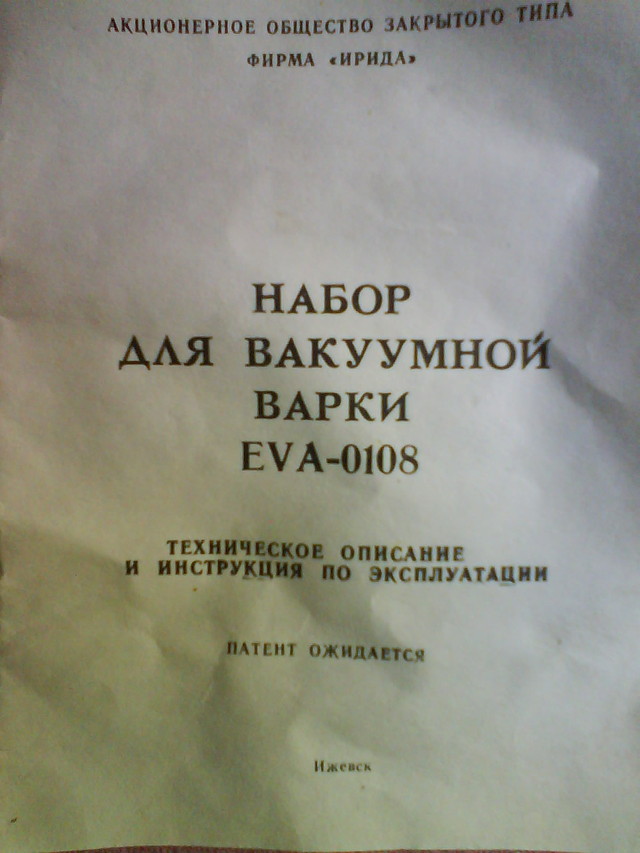 АКЦИОНЕРНОЕ ОБЩЕСТВО ЗАКРЫТОГО ТИПА
ФИРМА «ИРИДА»
НАБОР
ДЛЯ ВАКУУМНОЙ
ВАРКИ
EVA-0108
ТЕХНИЧЕСКОЕ ОПИСАНИЕ
И ИНСТРУКЦИЯ ПО ЭКСПЛУАТАЦИИ
ПАТЕНТ ОЖИДАЕТСЯ
Ижевск